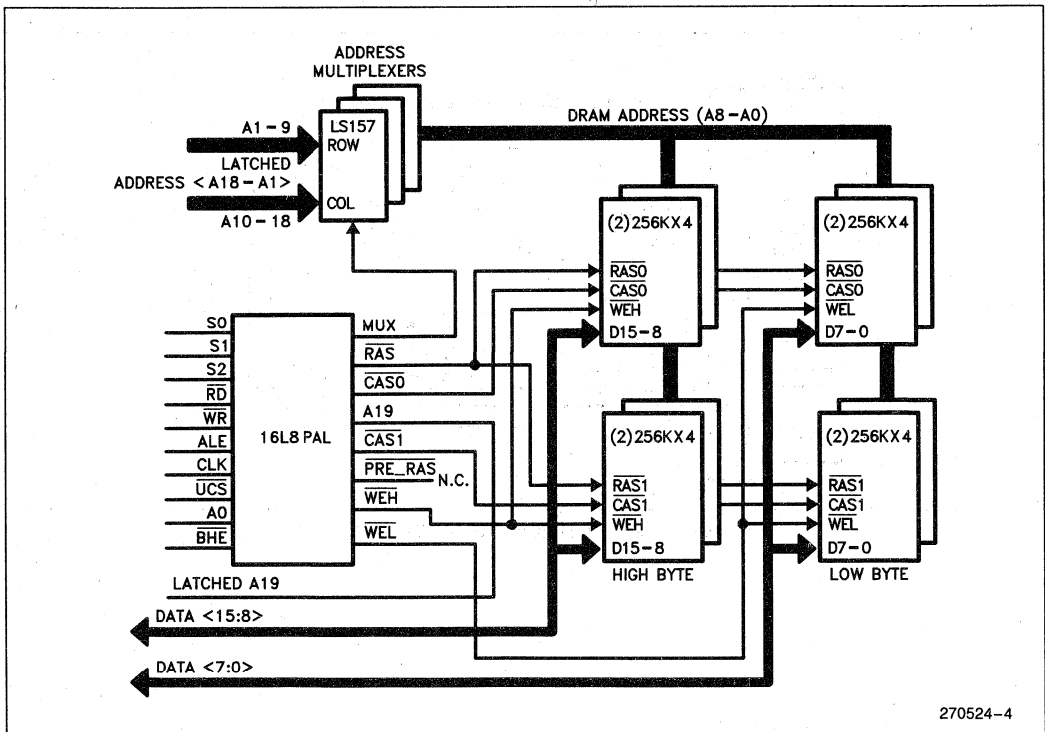 ADDRESS
MULTIPLEXERS
DRAM ADDRESS (A8-A0)
A1-9
LATCHED
ADDRESS <A18-A1>
A10-18
LS157
ROW
COL
(2)256KX4
RAS0
CAS0
WEH
D15-8
(2)256KX4
RAS0
CAS0
WEL
D7-0
S0
S1
S2
RD
WR
ALE
CLK
UCS
A0
BHE
16L8 PAL
MUX
RAS
CAS0
A19
CAS1
PRE_RAS
N.C.
WEH
WEL
(2)256KX4
RAS1
CAS1
WEH
D15-8
HIGH BYTE
(2)256KX4
RAS1
CAS1
WEL
D7-0
LOW BYTE
LATCHED A19
DATA <15:8>
DATA <7:0>
270524-4